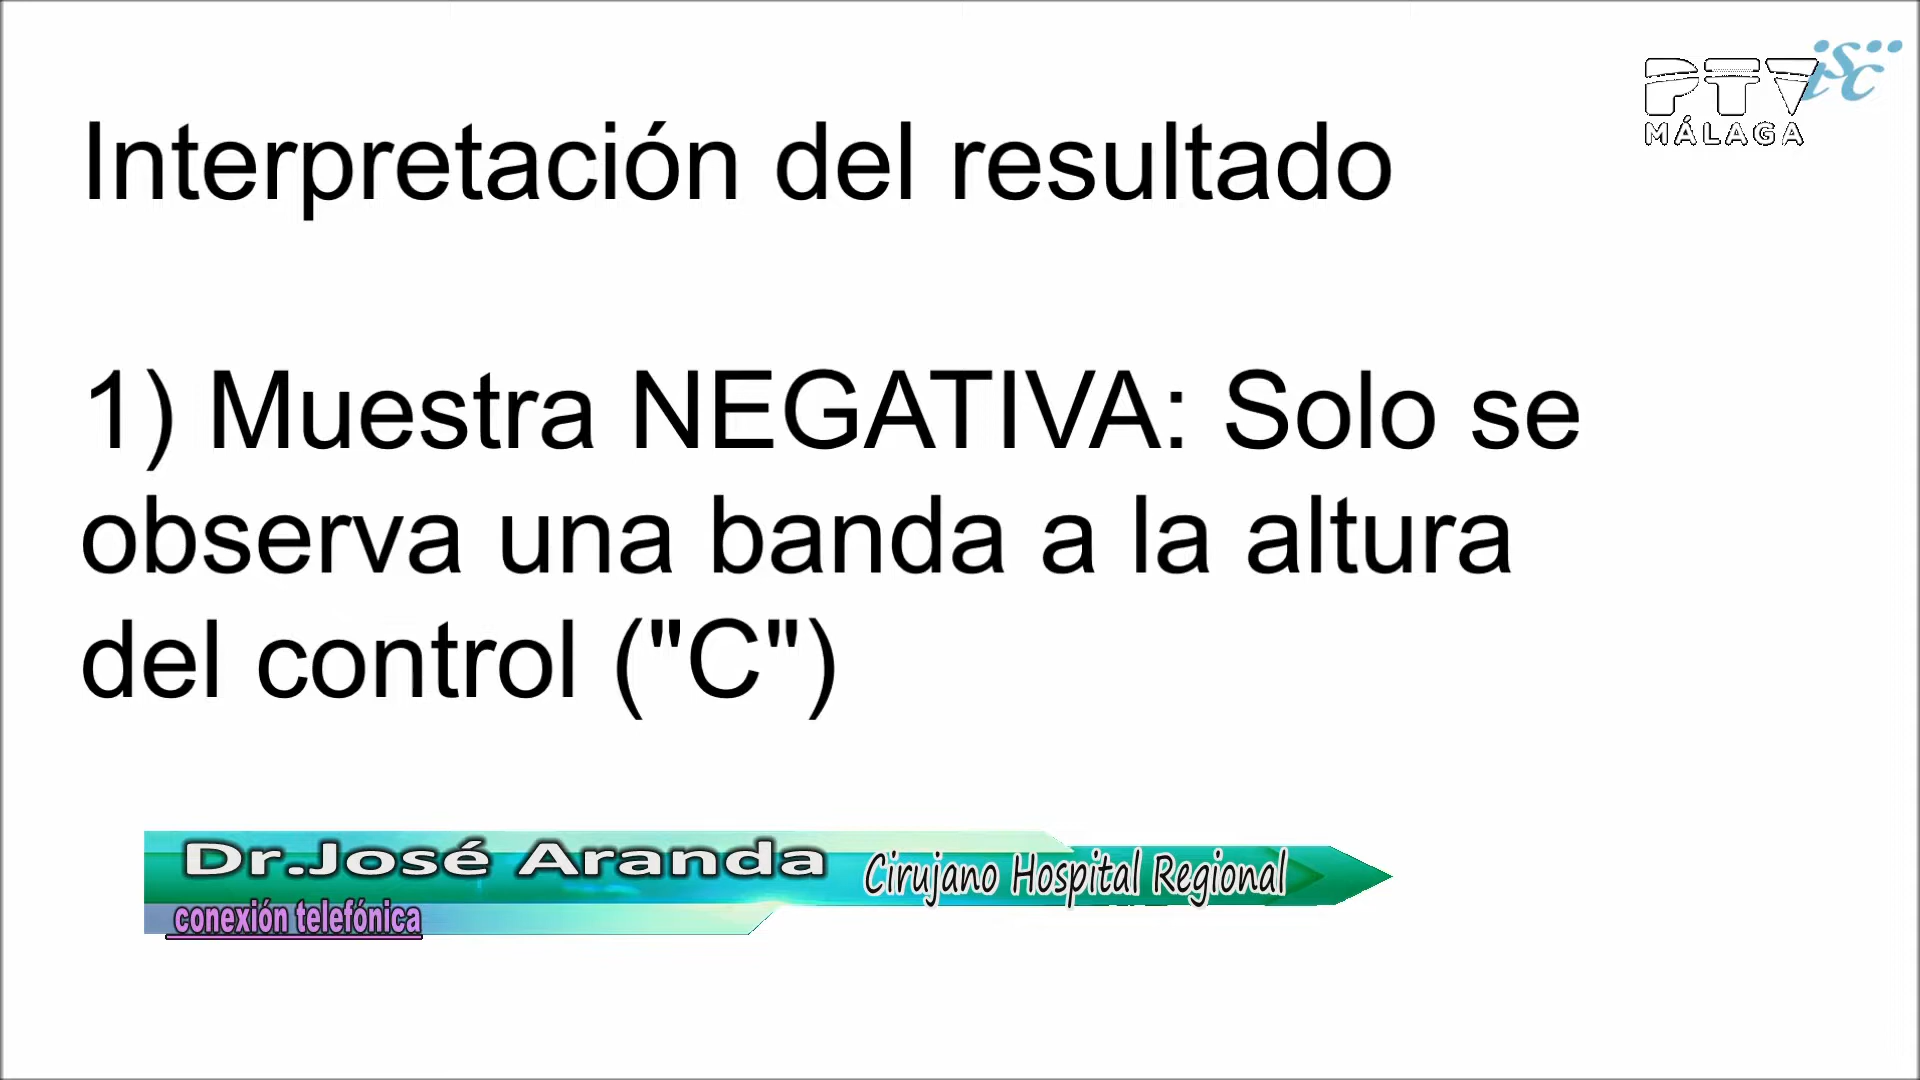 PTV
MÁLAGA
isc
Interpretación del resultado
1) Muestra NEGATIVA: Solo se
observa una banda a la altura
del control ("C")
Dr.José Aranda
Cirujano Hospital Regional
conexión telefónica